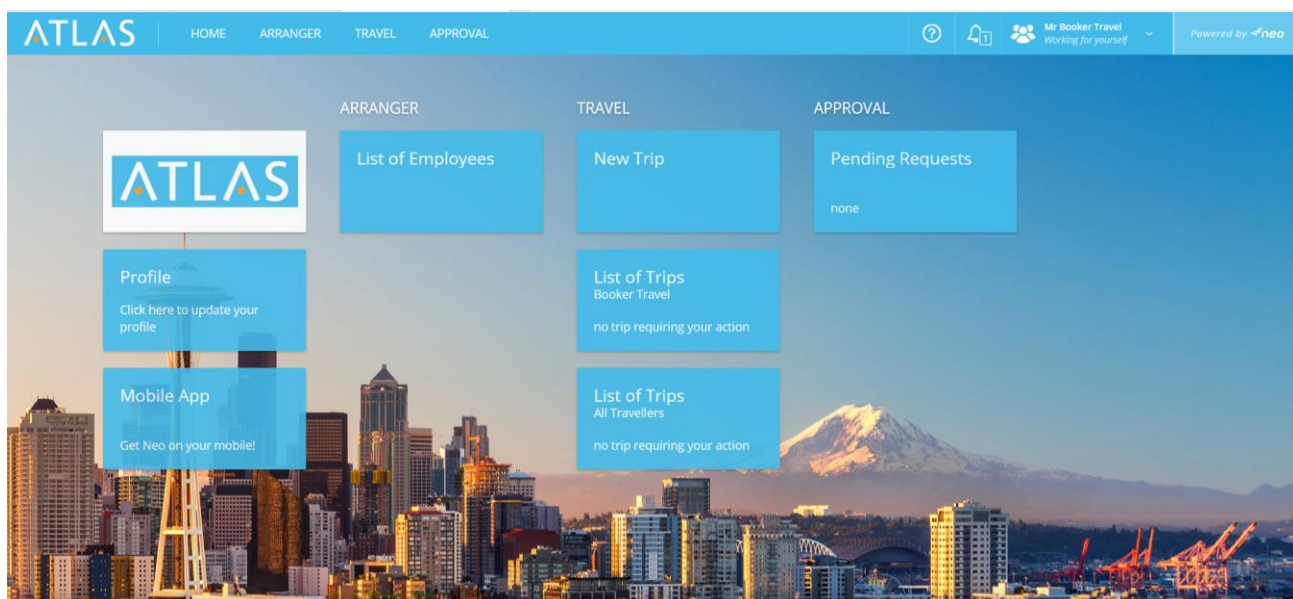 ATLAS
HOME
ARRANGER
TRAVEL
APPROVAL
1
Mr Booker Travel
Working for yourself
Powered by neo
ARRANGER
TRAVEL
APPROVAL
ATLAS
List of Employees
New Trip
Pending Requests
none
Profile
Click here to update your
profile
List of Trips
Booker Travel
no trip requiring your action
Mobile App
Get Neo on your mobile!
List of Trips
All Travellers
no trip requiring your action